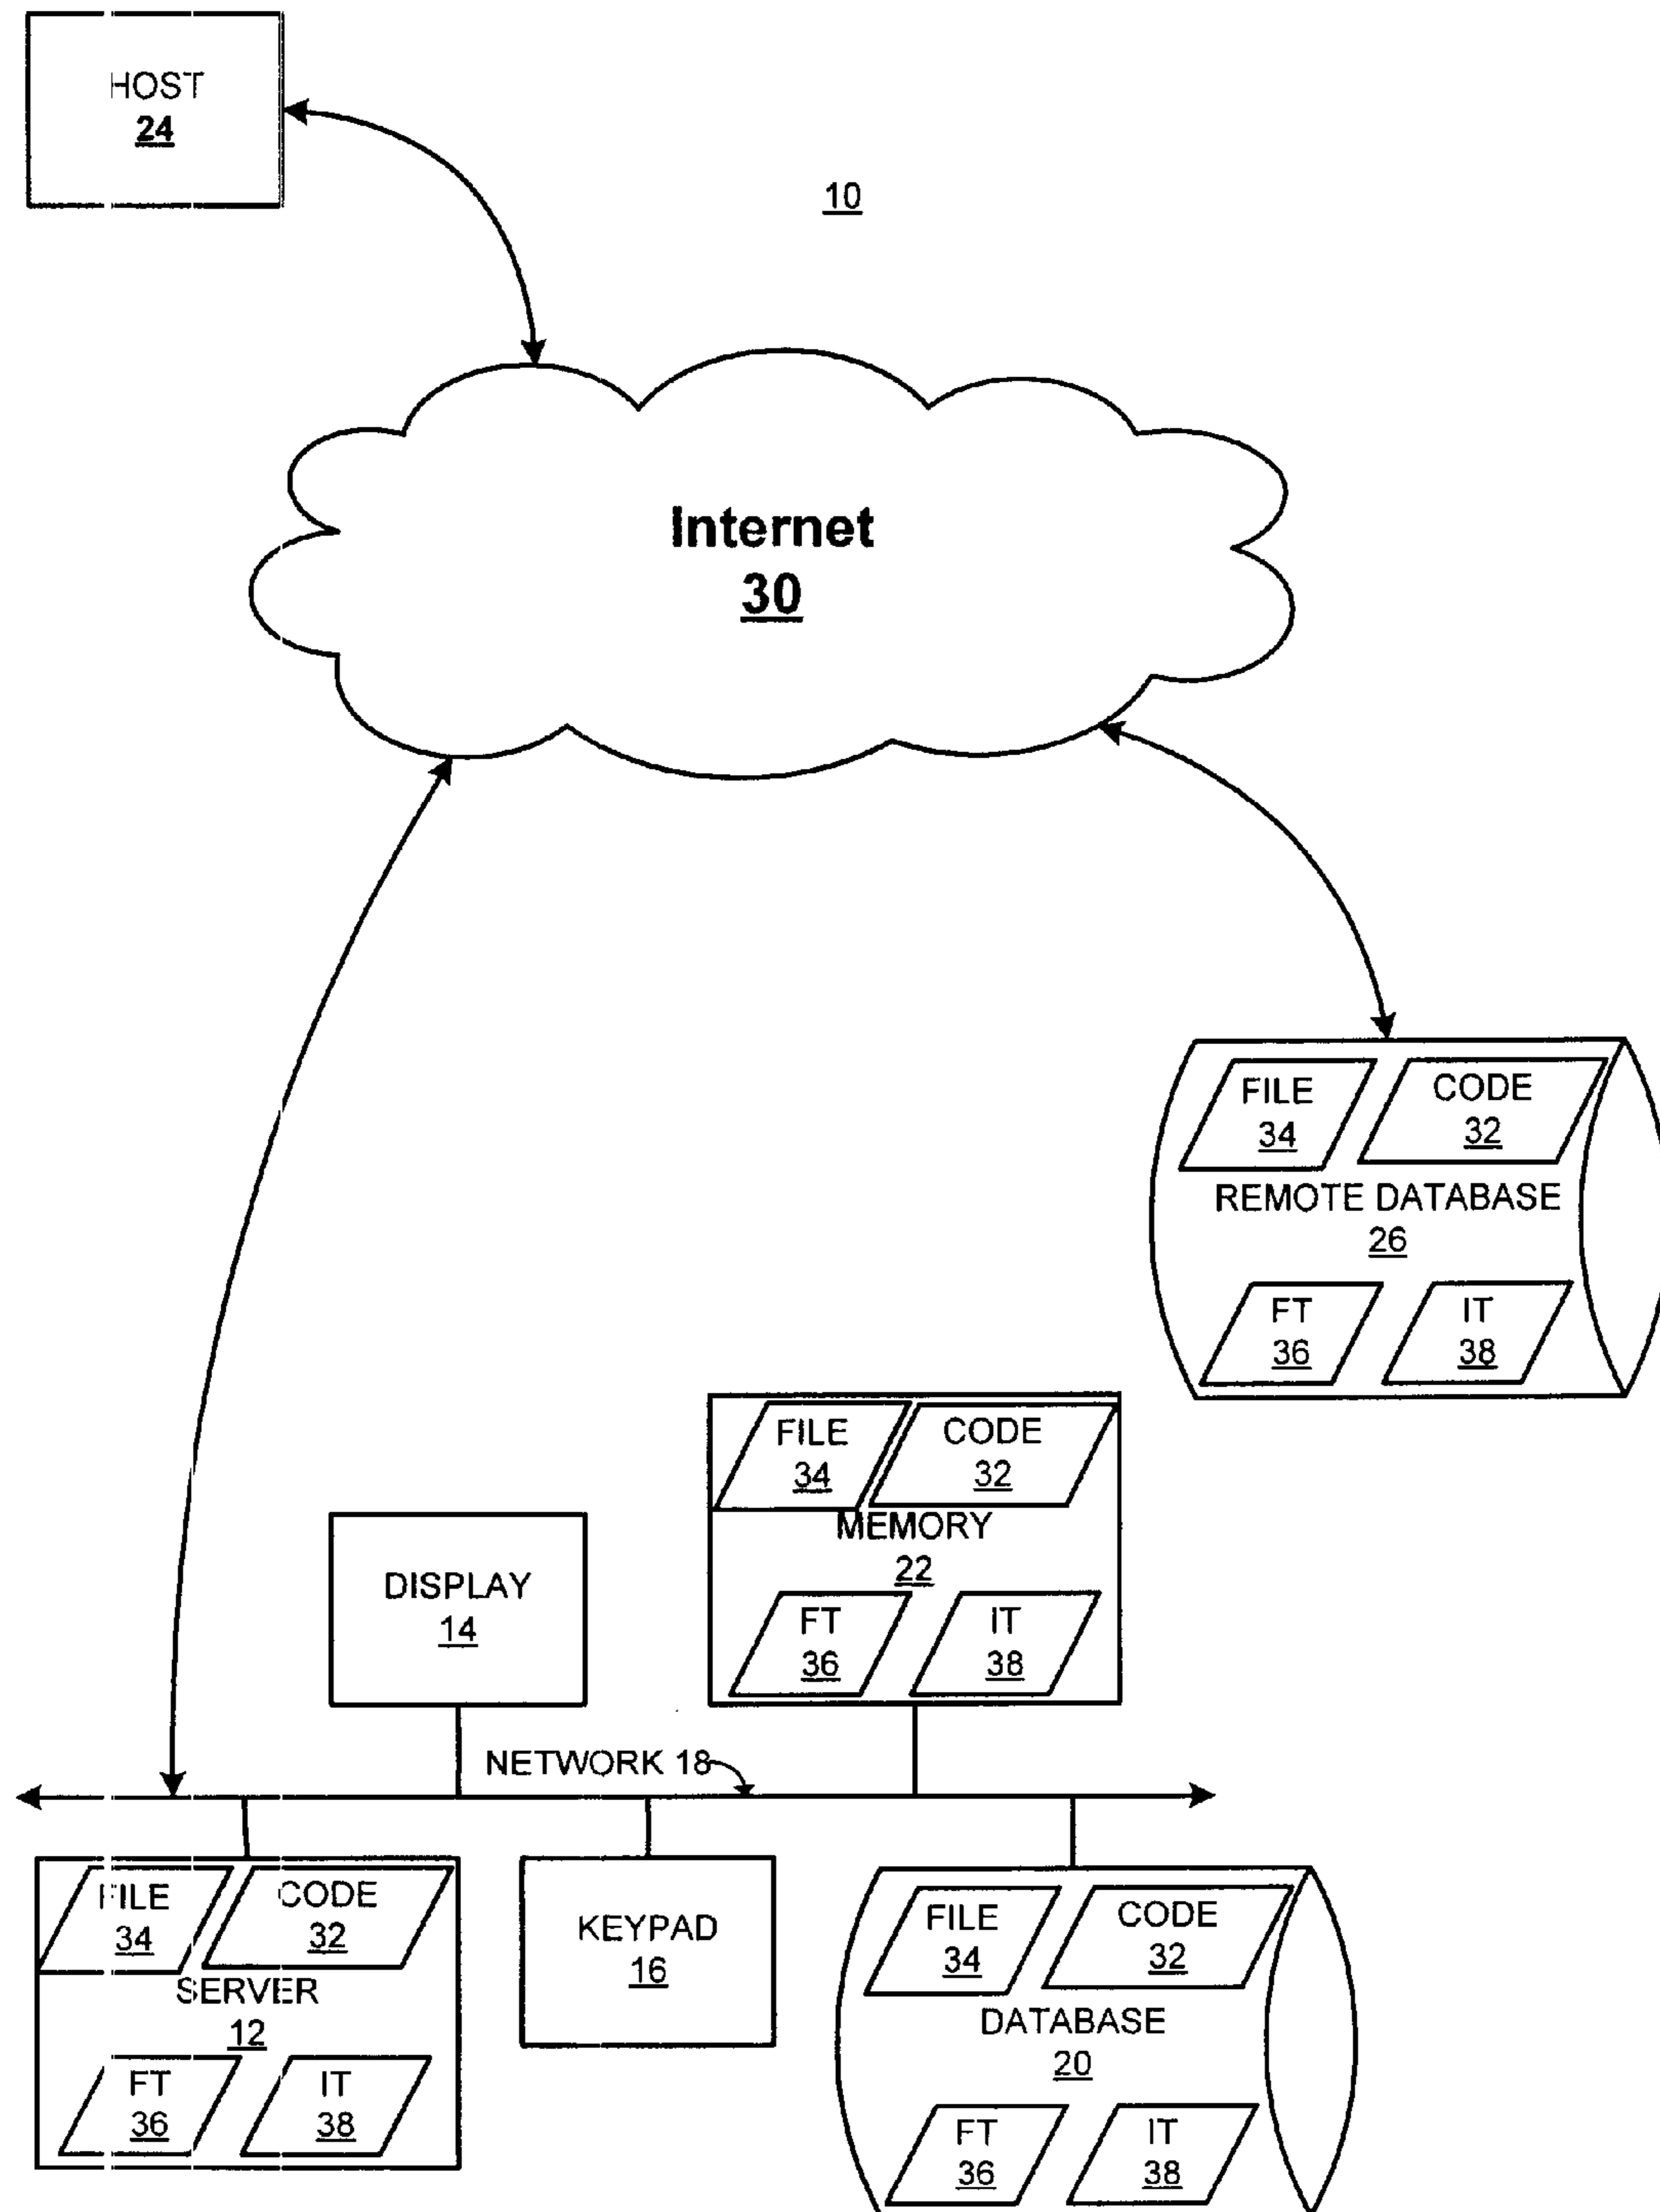 HOST
24
10
Internet
30
FILE
34
CODE
32
REMOTE DATABASE
26
FT
36
IT
38
FILE
34
CODE
32
MEMORY
22
FT
36
IT
38
DISPLAY
14
NETWORK 18
FILE
34
CODE
32
SERVER
12
FT
36
IT
38
KEYPAD
16
FILE
34
CODE
32
DATABASE
20
FT
36
IT
38